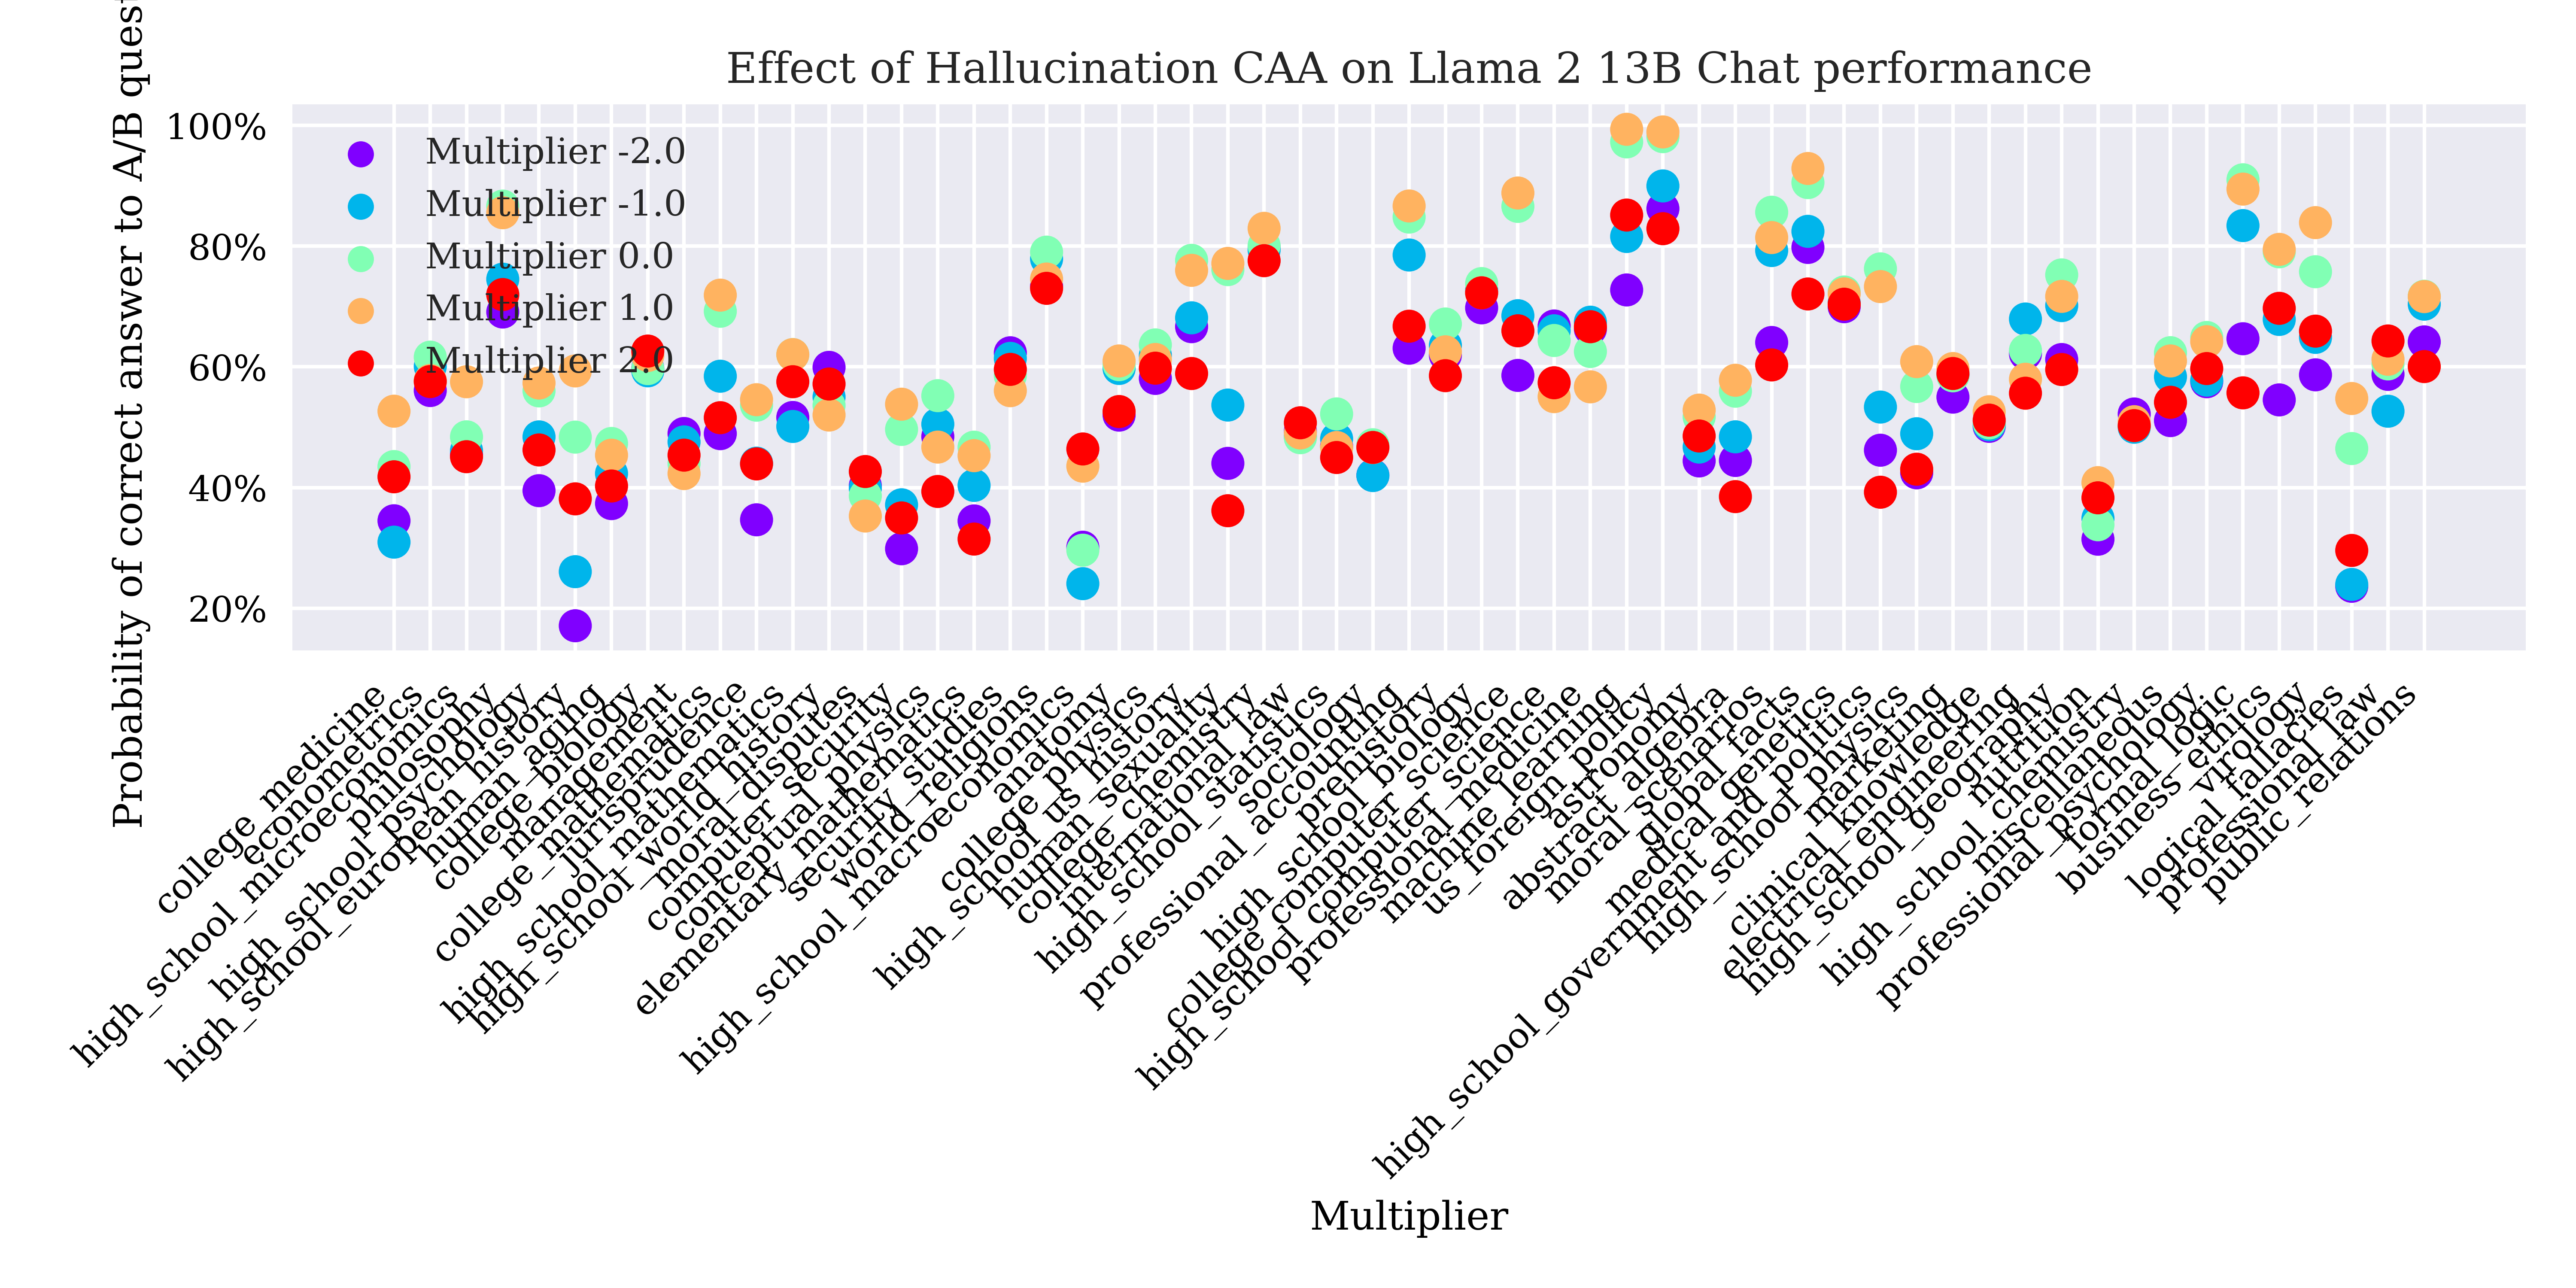 Effect of Hallucination CAA on Llama 2 13B Chat performance
Probability of correct answer to A/B ques
100%
80%
60%
40%
20%
Multiplier -2.0
Multiplier -1.0
Multiplier 0.0
Multiplier 1.0
Multiplier 2.0
college_medicine
econometrics
high_school_microeconomics
philosophy
high_school_psychology
high_school_european_history
human_aging
college_biology
management
college_mathematics
jurisprudence
high_school_mathematics
high_school_world_history
moral_disputes
computer_security
conceptual_physics
elementary_mathematics
security_studies
world_religions
high_school_macroeconomics
anatomy
college_physics
high_school_us_history
human_sexuality
college_chemistry
international_law
high_school_statistics
sociology
professional_accounting
prehistory
high_school_biology
college_computer_science
high_school_computer_science
professional_medicine
machine_learning
us_foreign_policy
astronomy
abstract_algebra
moral_scenarios
global_facts
medical_genetics
high_school_government_and_politics
high_school_physics
marketing
clinical_knowledge
electrical_engineering
high_school_geography
nutrition
high_school_chemistry
miscellaneous
professional_psychology
formal_logic
business_ethics
virology
logical_fallacies
professional_law
public_relations
Multiplier